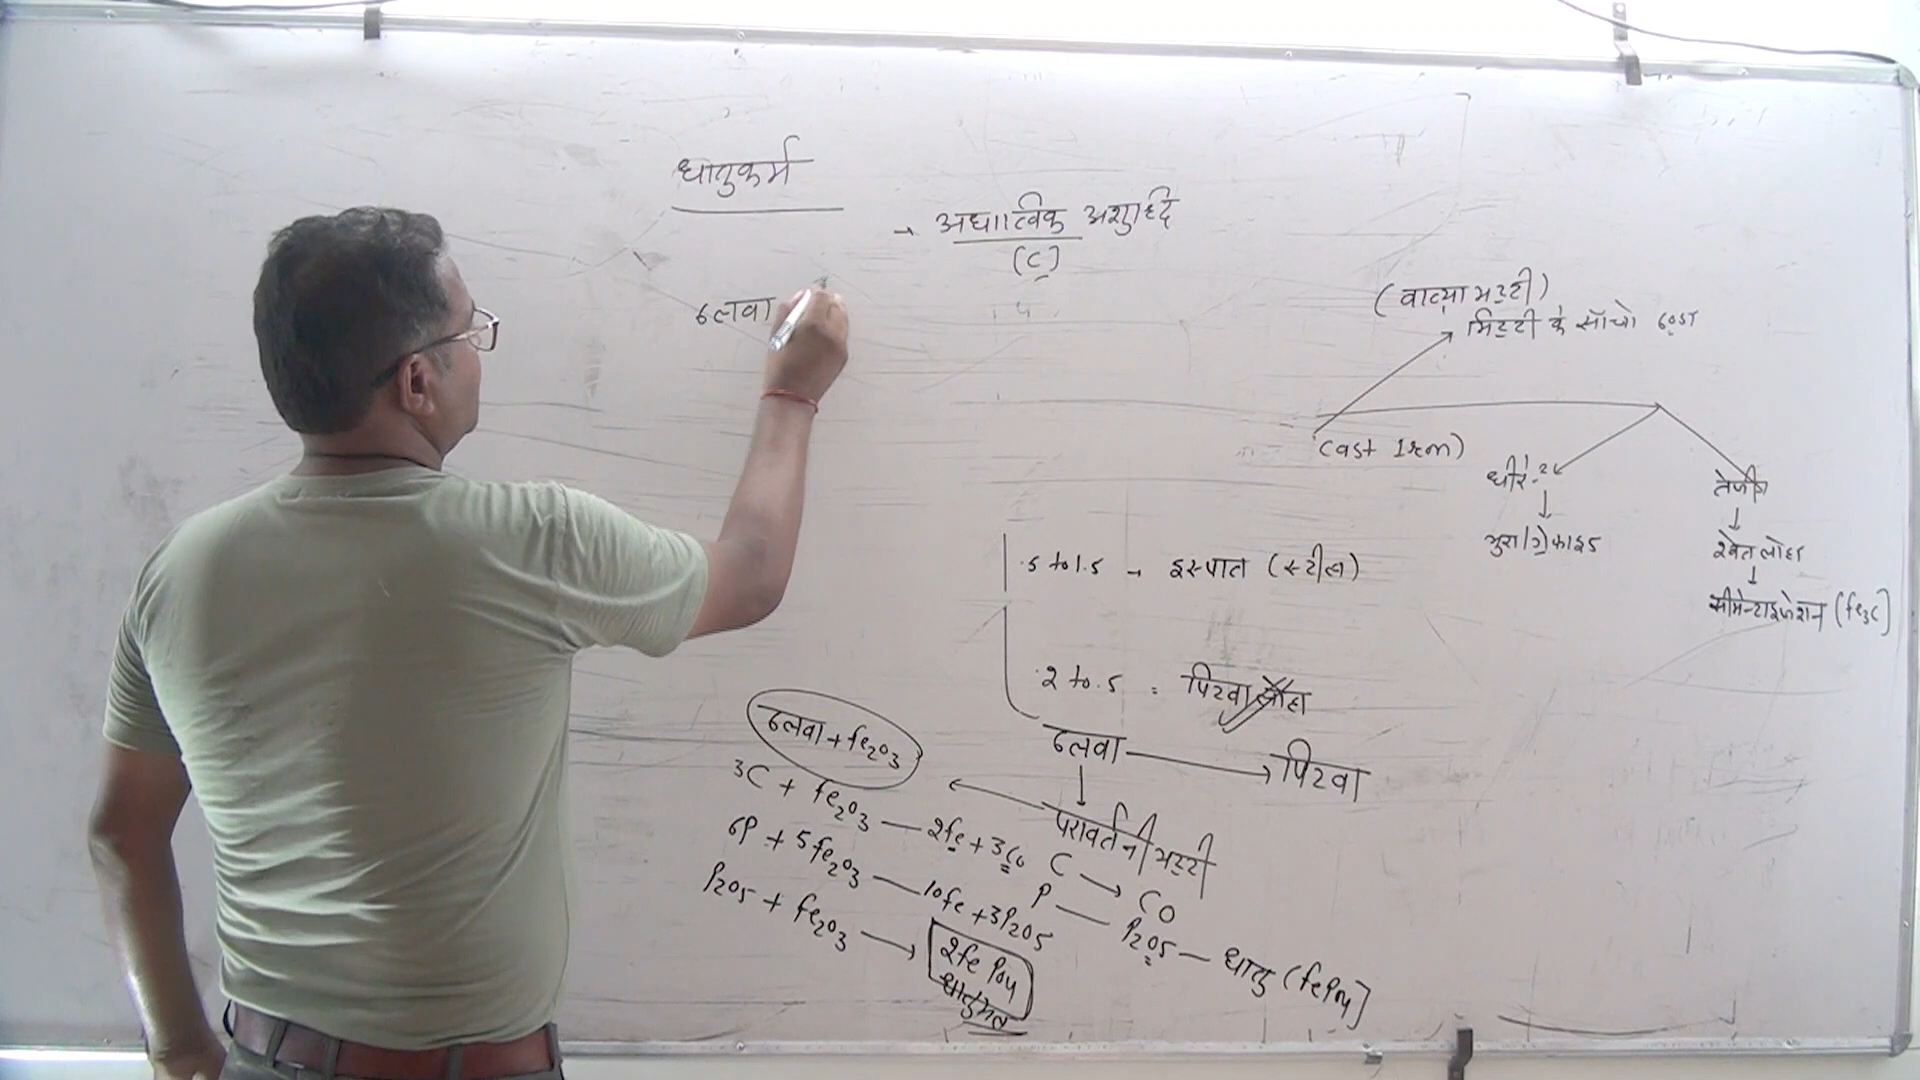 धातुकर्म
→ अधात्विक अशुद्धि
(C)
ढलवा
(वात्या भट्टी)
→ मिट्टी के साँचो
(Cast Iron)
धीरे-२
↓
भुरा/ग्रेफाइट
तेजी
↓
श्वेत लोहा
↓
सीमेन्टाइजेशन (Fe3C)
.5 to 1.5 → इस्पात (स्टील)
.2 to .5 = पिटवा लोहा
ढलवा → पिटवा
↓
परावर्तनी भट्टी
C → CO
P — P2O5 — धातु (FePO4)
ढलवा + Fe2O3
3C + Fe2O3 — 2Fe + 3CO
6P + 5Fe2O3 — 10Fe + 3P2O5
P2O5 + Fe2O3 → 2FePO4
धातुमल